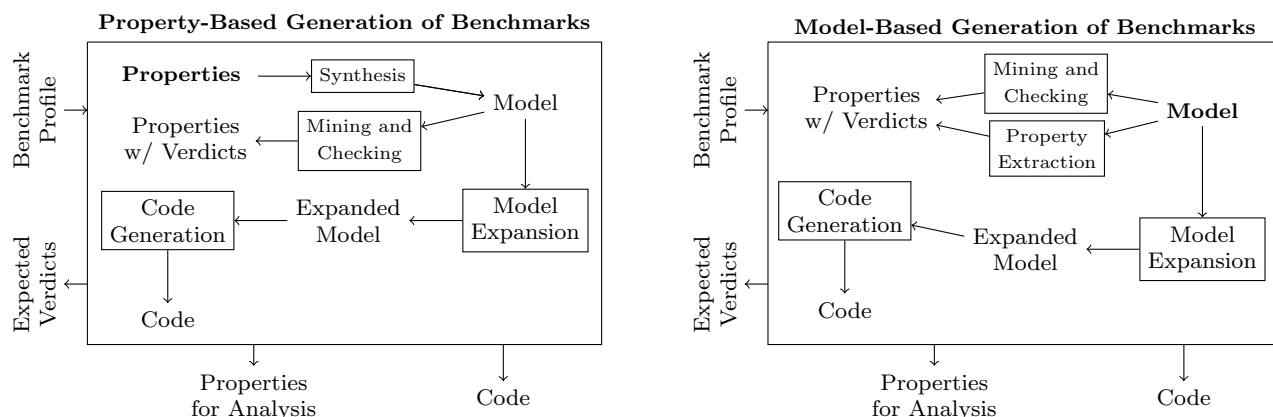 Property-Based Generation of Benchmarks
Benchmark
Profile
Properties
Synthesis
Model
Properties
w/ Verdicts
Mining and
Checking
Code
Generation
Expanded
Model
Model
Expansion
Expected
Verdicts
Code
Properties
for Analysis
Code
Model-Based Generation of Benchmarks
Benchmark
Profile
Mining and
Checking
Properties
w/ Verdicts
Model
Property
Extraction
Code
Generation
Expanded
Model
Model
Expansion
Expected
Verdicts
Code
Properties
for Analysis
Code